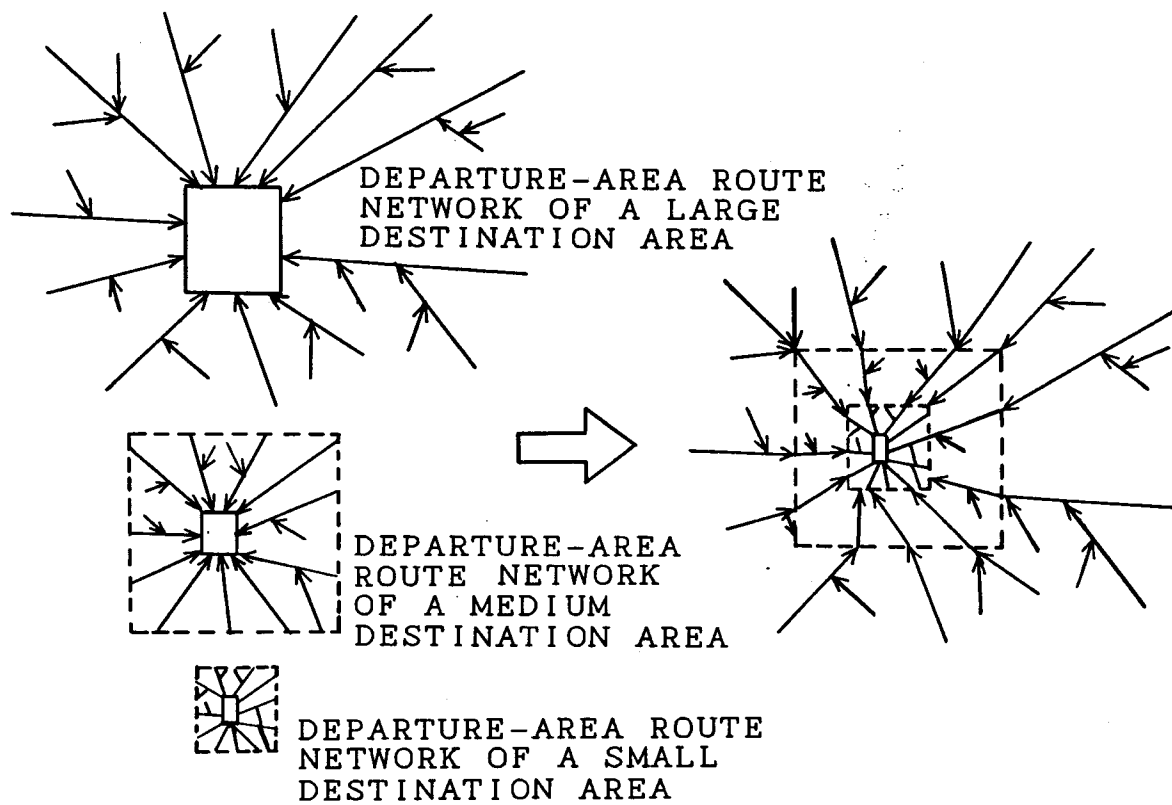 DEPARTURE-AREA ROUTE
NETWORK OF A LARGE
DESTINATION AREA
DEPARTURE-AREA
ROUTE NETWORK
OF A MEDIUM
DESTINATION AREA
DEPARTURE-AREA ROUTE
NETWORK OF A SMALL
DESTINATION AREA